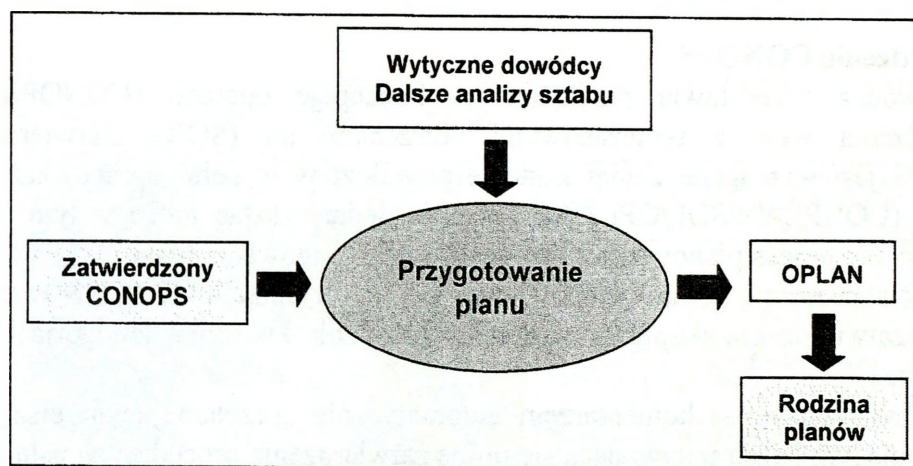 Wytyczne dowódcy
Dalsze analizy sztabu
Zatwierdzony
CONOPS
Przygotowanie
planu
OPLAN
Rodzina
planów